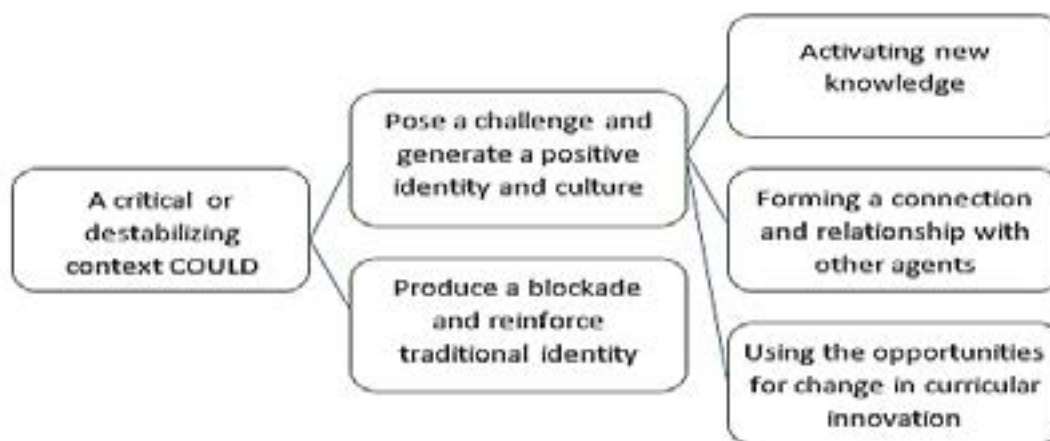 A critical or
destabilizing
context COULD
Pose a challenge and
generate a positive
identity and culture
Produce a blockade
and reinforce
traditional identity
Activating new
knowledge
Forming a connection
and relationship with
other agents
Using the opportunities
for change in curricular
innovation